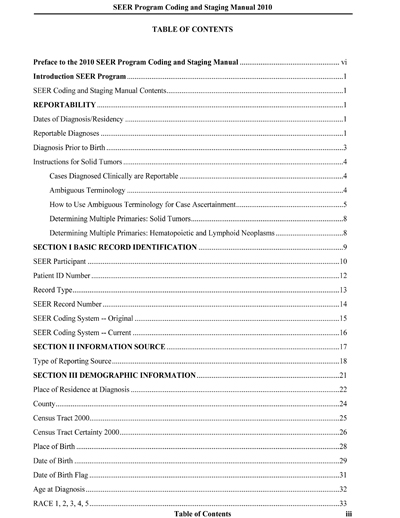 SEER Program Coding and Staging Manual 2010
TABLE OF CONTENTS
Preface to the 2010 SEER Program Coding and Staging Manual ........ vi
Introduction SEER Program ........ 1
SEER Coding and Staging Manual Contents ........ 1
REPORTABILITY ........ 1
Dates of Diagnosis/Residency ........ 1
Reportable Diagnoses ........ 1
Diagnosis Prior to Birth ........ 3
Instructions for Solid Tumors ........ 4
Cases Diagnosed Clinically are Reportable ........ 4
Ambiguous Terminology ........ 4
How to Use Ambiguous Terminology for Case Ascertainment ........ 5
Determining Multiple Primaries: Solid Tumors ........ 8
Determining Multiple Primaries: Hematopoietic and Lymphoid Neoplasms ........ 8
SECTION I BASIC RECORD IDENTIFICATION ........ 9
SEER Participant ........ 10
Patient ID Number ........ 12
Record Type ........ 13
SEER Record Number ........ 14
SEER Coding System -- Original ........ 15
SEER Coding System -- Current ........ 16
SECTION II INFORMATION SOURCE ........ 17
Type of Reporting Source ........ 18
SECTION III DEMOGRAPHIC INFORMATION ........ 21
Place of Residence at Diagnosis ........ 22
County ........ 24
Census Tract 2000 ........ 25
Census Tract Certainty 2000 ........ 26
Place of Birth ........ 28
Date of Birth ........ 29
Date of Birth Flag ........ 31
Age at Diagnosis ........ 32
RACE 1, 2, 3, 4, 5 ........ 33
Table of Contents iii